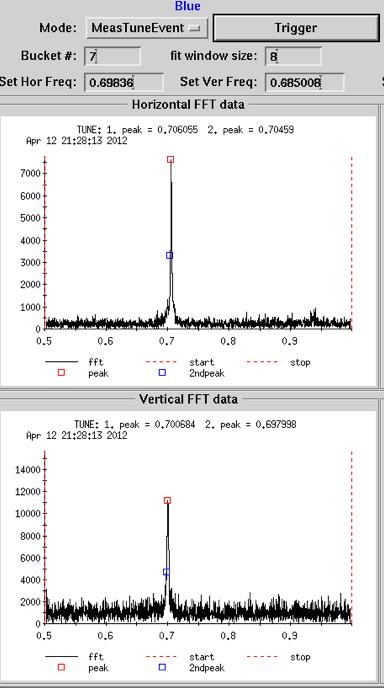 Blue
Mode: MeasTuneEvent Trigger
Bucket #: 7 fit window size: 8
Set Hor Freq: 0.69836 Set Ver Freq: 0.685008 S
Horizontal FFT data
TUNE: 1. peak = 0.706055 2. peak = 0.70459
Apr 12 21:28:13 2012
7000
6000
5000
4000
3000
2000
1000
0
0.5 0.6 0.7 0.8 0.9
fft start stop
peak 2ndpeak
Vertical FFT data
TUNE: 1. peak = 0.700684 2. peak = 0.697998
Apr 12 21:28:13 2012
14000
12000
10000
8000
6000
4000
2000
0
0.5 0.6 0.7 0.8 0.9
fft start stop
peak 2ndpeak